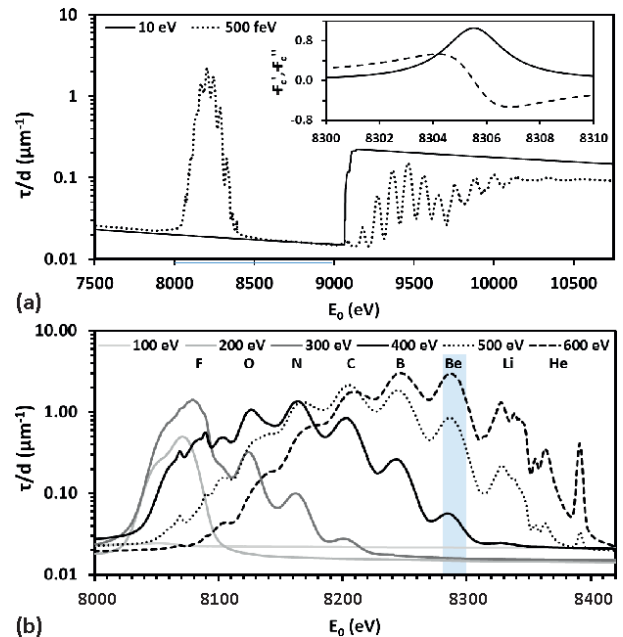 (a)
10 eV 500 feV
τ/d (µm⁻¹)
10
1
0.1
0.01
7500 8000 8500 9000 9500 10000 10500
E₀ (eV)
-F_c',-F_c''
0.8
0.0
-0.8
8300 8302 8304 8306 8308 8310
(b)
100 eV 200 eV 300 eV 400 eV 500 eV 600 eV
F O N C B Be Li He
τ/d (µm⁻¹)
10.00
1.00
0.10
0.01
8000 8100 8200 8300 8400
E₀ (eV)